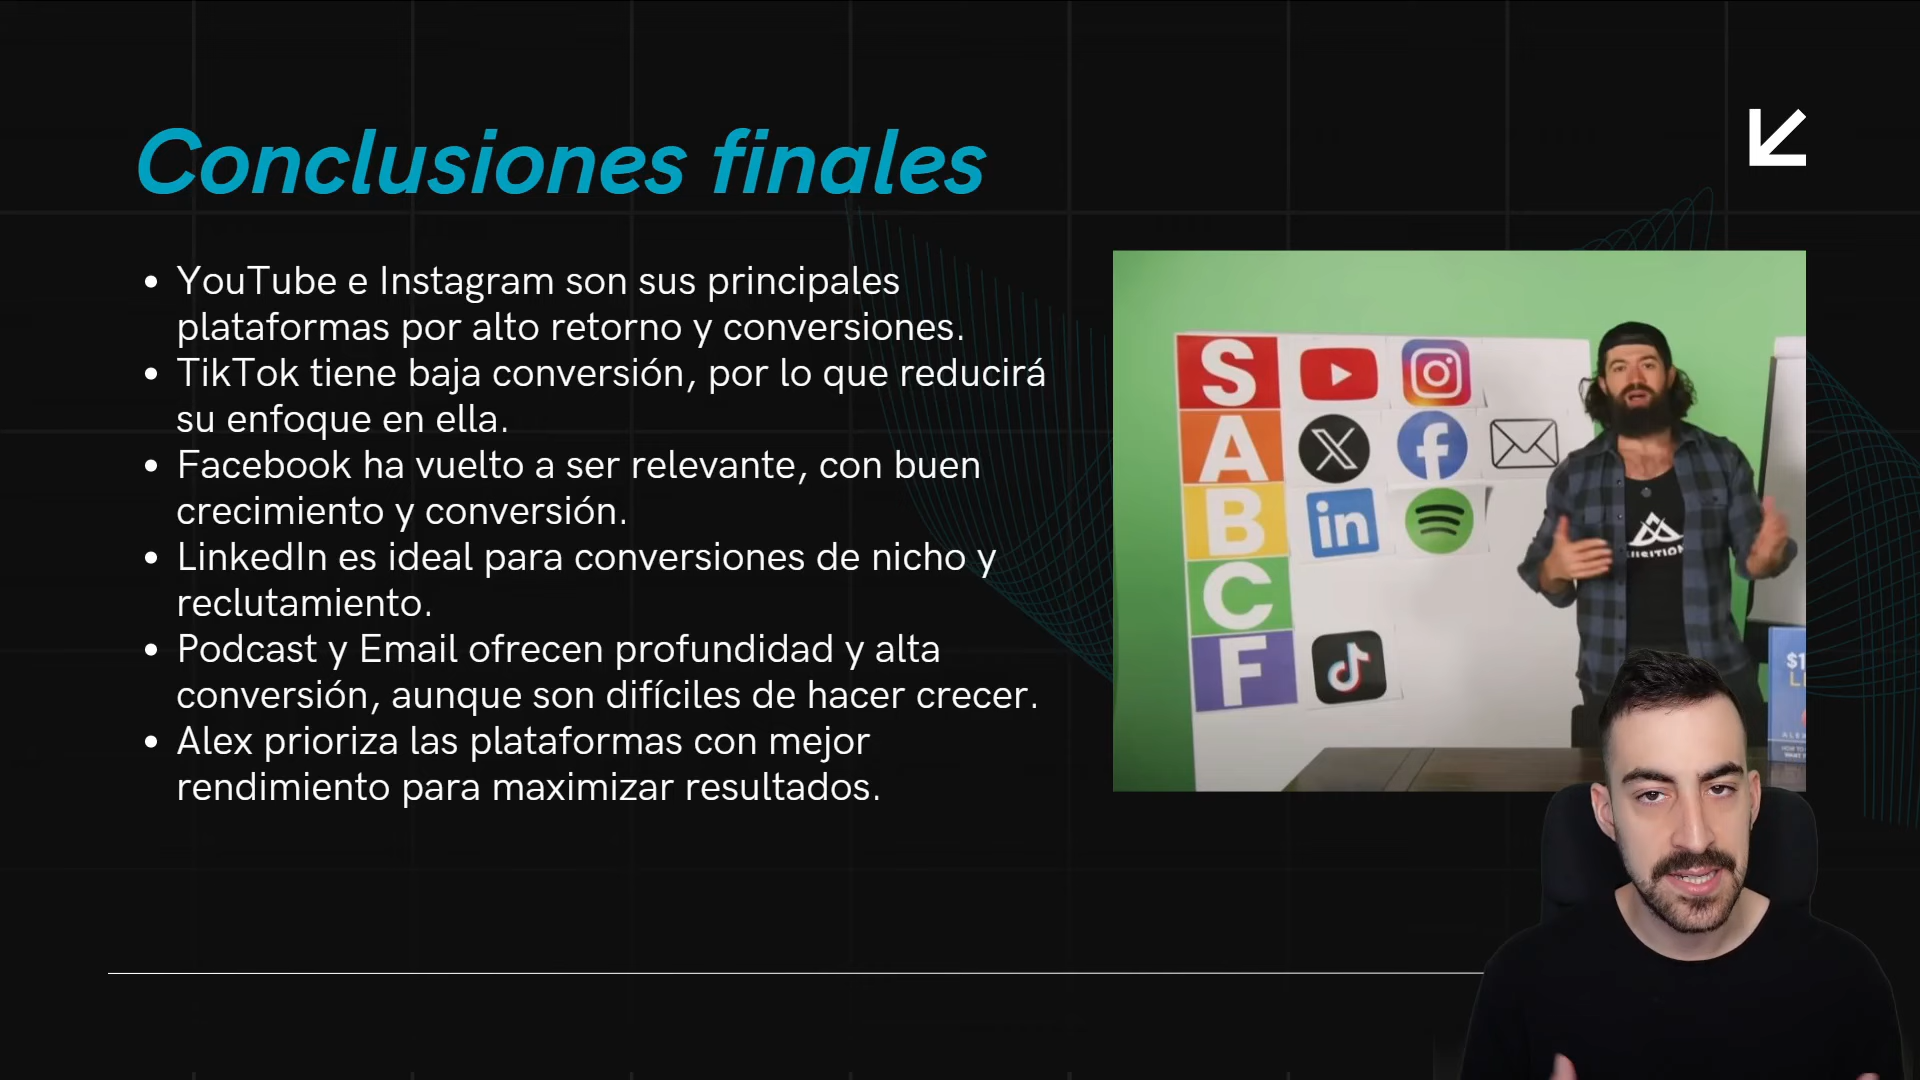 Conclusiones finales
• YouTube e Instagram son sus principales
plataformas por alto retorno y conversiones.
• TikTok tiene baja conversión, por lo que reducirá
su enfoque en ella.
• Facebook ha vuelto a ser relevante, con buen
crecimiento y conversión.
• LinkedIn es ideal para conversiones de nicho y
reclutamiento.
• Podcast y Email ofrecen profundidad y alta
conversión, aunque son difíciles de hacer crecer.
• Alex prioriza las plataformas con mejor
rendimiento para maximizar resultados.
S
A
B
in
C
F